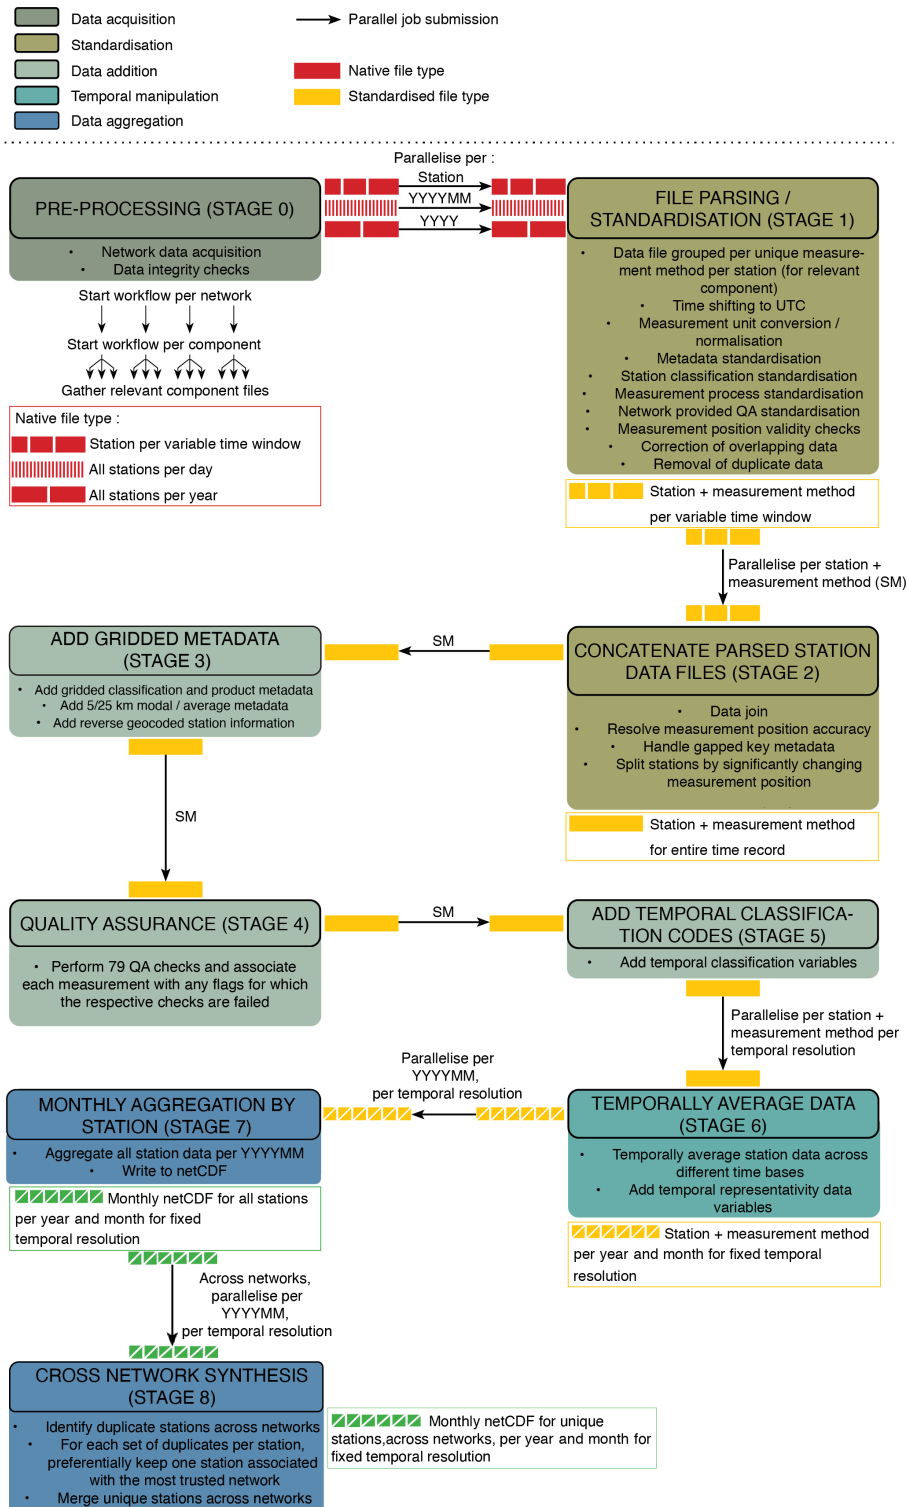 Data acquisition
Standardisation
Data addition
Temporal manipulation
Data aggregation
Parallel job submission
Native file type
Standardised file type
Parallelise per :
Station
YYYYMM
YYYY
PRE-PROCESSING (STAGE 0)
• Network data acquisition
• Data integrity checks
Start workflow per network
Start workflow per component
Gather relevant component files
Native file type :
Station per variable time window
All stations per day
All stations per year
FILE PARSING /
STANDARDISATION (STAGE 1)
• Data file grouped per unique measure-
ment method per station (for relevant
component)
• Time shifting to UTC
• Measurement unit conversion /
normalisation
• Metadata standardisation
• Station classification standardisation
• Measurement process standardisation
• Network provided QA standardisation
• Measurement position validity checks
• Correction of overlapping data
• Removal of duplicate data
Station + measurement method
per variable time window
Parallelise per station +
measurement method (SM)
CONCATENATE PARSED STATION
DATA FILES (STAGE 2)
• Data join
• Resolve measurement position accuracy
• Handle gapped key metadata
• Split stations by significantly changing
measurement position
Station + measurement method
for entire time record
SM
ADD GRIDDED METADATA
(STAGE 3)
• Add gridded classification and product metadata
• Add 5/25 km modal / average metadata
• Add reverse geocoded station information
SM
QUALITY ASSURANCE (STAGE 4)
• Perform 79 QA checks and associate
each measurement with any flags for which
the respective checks are failed
SM
ADD TEMPORAL CLASSIFICA-
TION CODES (STAGE 5)
• Add temporal classification variables
Parallelise per station +
measurement method per
temporal resolution
TEMPORALLY AVERAGE DATA
(STAGE 6)
• Temporally average station data across
different time bases
• Add temporal representativity data
variables
Station + measurement method
per year and month for fixed temporal
resolution
Parallelise per
YYYYMM,
per temporal resolution
MONTHLY AGGREGATION BY
STATION (STAGE 7)
• Aggregate all station data per YYYYMM
• Write to netCDF
Monthly netCDF for all stations
per year and month for fixed
temporal resolution
Across networks,
parallelise per
YYYYMM,
per temporal resolution
CROSS NETWORK SYNTHESIS
(STAGE 8)
• Identify duplicate stations across networks
• For each set of duplicates per station,
preferentially keep one station associated
with the most trusted network
• Merge unique stations across networks
Monthly netCDF for unique
stations,across networks, per year and month for
fixed temporal resolution